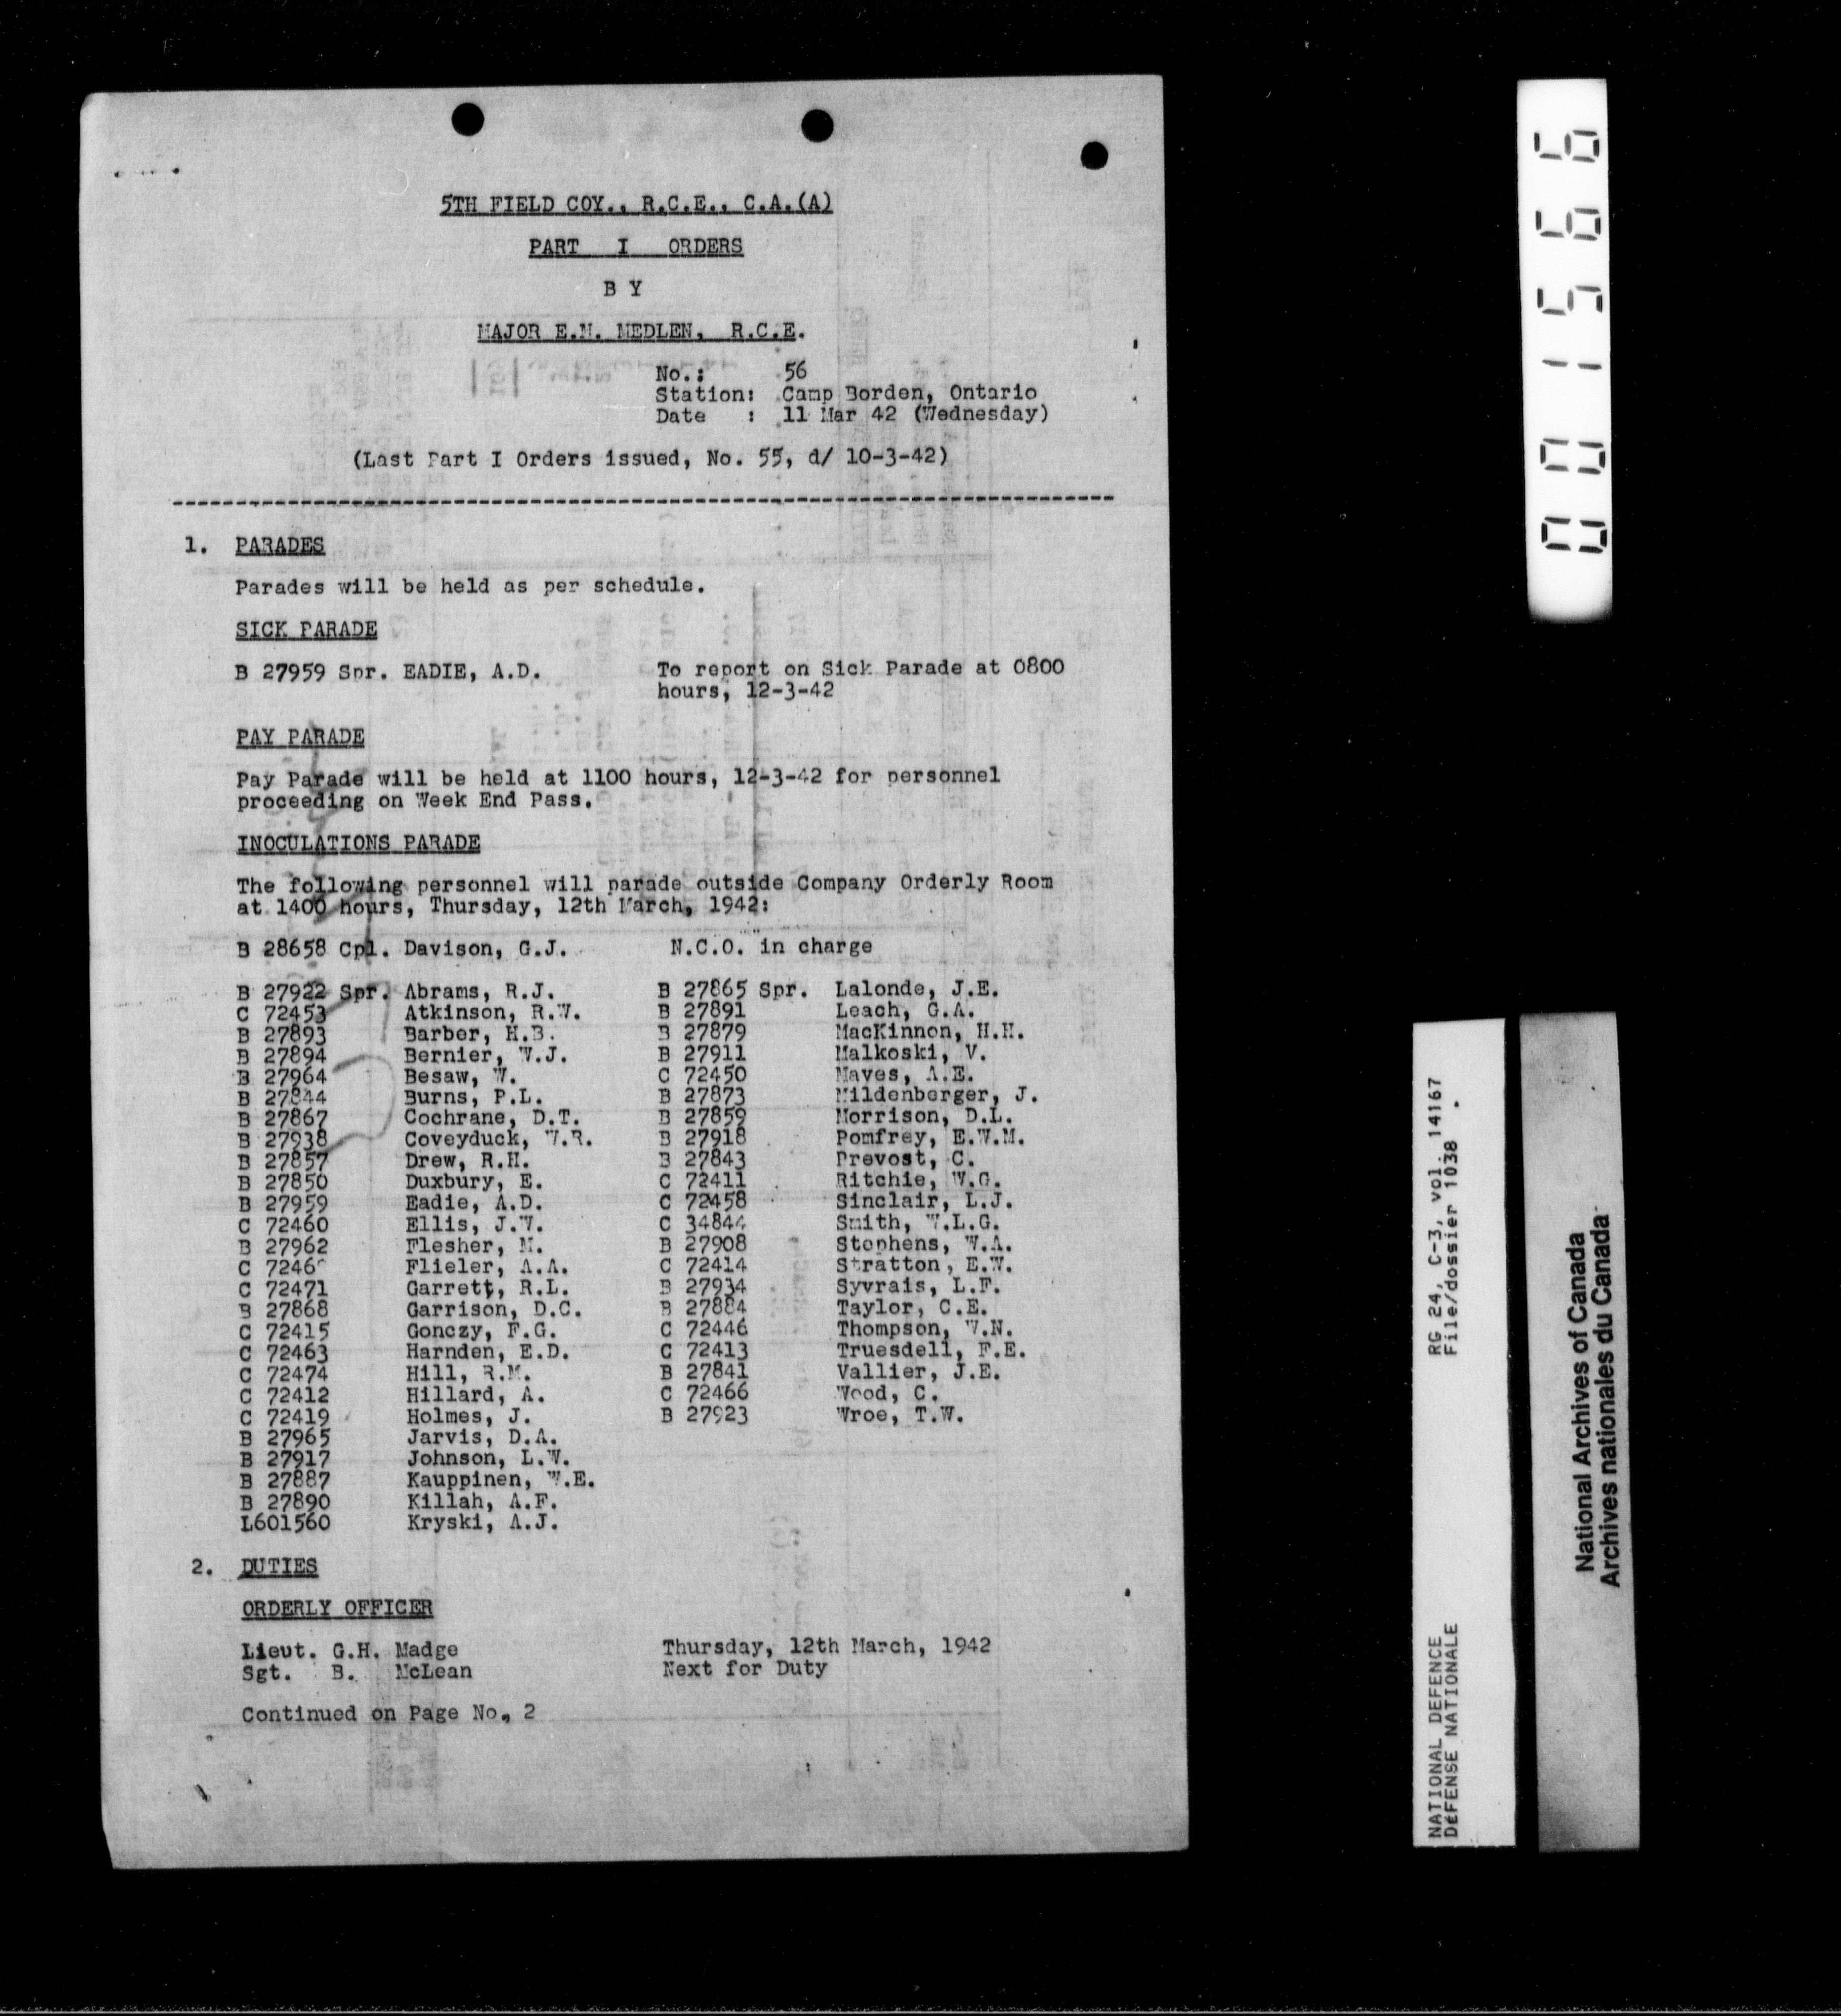 5TH FIELD COY., R.C.E., C.A.(A)
PART I ORDERS
B Y
MAJOR E.M. MEDLEN, R.C.E.
No.: 56
Station: Camp Borden, Ontario
Date : 11 Mar 42 (Wednesday)
(Last Part I Orders issued, No. 55, d/ 10-3-42)
1. PARADES
Parades will be held as per schedule.
SICK PARADE
B 27959 Spr. EADIE, A.D. To report on Sick Parade at 0800
hours, 12-3-42
PAY PARADE
Pay Parade will be held at 1100 hours, 12-3-42 for personnel
proceeding on Week End Pass.
INOCULATIONS PARADE
The following personnel will parade outside Company Orderly Room
at 1400 hours, Thursday, 12th March, 1942:
B 28658 Cpl. Davison, G.J. N.C.O. in charge
B 27922 Spr. Abrams, R.J. B 27865 Spr. Lalonde, J.E.
C 72453 Atkinson, R.W. B 27891 Leach, G.A.
B 27893 Barber, H.B. B 27879 MacKinnon, H.H.
B 27894 Bernier, W.J. B 27911 Malkoski, V.
B 27964 Besaw, W. C 72450 Mayes, A.E.
B 27844 Burns, P.L. B 27873 Mildenberger, J.
B 27867 Cochrane, D.T. B 27859 Morrison, D.L.
B 27938 Coveyduck, W.R. B 27918 Pomfrey, E.W.M.
B 27857 Drew, R.H. B 27843 Prevost, C.
B 27850 Duxbury, E. C 72411 Ritchie, W.G.
B 27959 Eadie, A.D. C 72458 Sinclair, L.J.
C 72460 Ellis, J.W. C 34844 Smith, W.L.G.
B 27962 Flesher, M. B 27908 Stephens, W.A.
C Flieler, A.A. C 72414 Stratton, E.W.
C 72471 Garrett, R.L. B 27934 Syvrais, L.F.
B 27868 Garrison, D.C. B 27884 Taylor, C.E.
C 72415 Gonczy, F.G. C 72446 Thompson, W.N.
C 72463 Harnden, E.D. C 72413 Truesdell, F.E.
C 72474 Hill, R.M. B 27841 Vallier, J.E.
C 72412 Hillard, A. C 72466 Wood, C.
C 72419 Holmes, J. B 27923 Wroe, T.W.
B 27965 Jarvis, D.A.
B 27917 Johnson, L.W.
B 27887 Kauppinen, W.E.
B 27890 Killah, A.F.
L601560 Kryski, A.J.
2. DUTIES
ORDERLY OFFICER
Lieut. G.H. Madge Thursday, 12th March, 1942
Sgt. B. McLean Next for Duty
Continued on Page No. 2
001566
NATIONAL DEFENCE RG 24, C-3, vol. 14167
DéFENSE NATIONALE File/dossier 1038
National Archives of Canada
Archives nationales du Canada